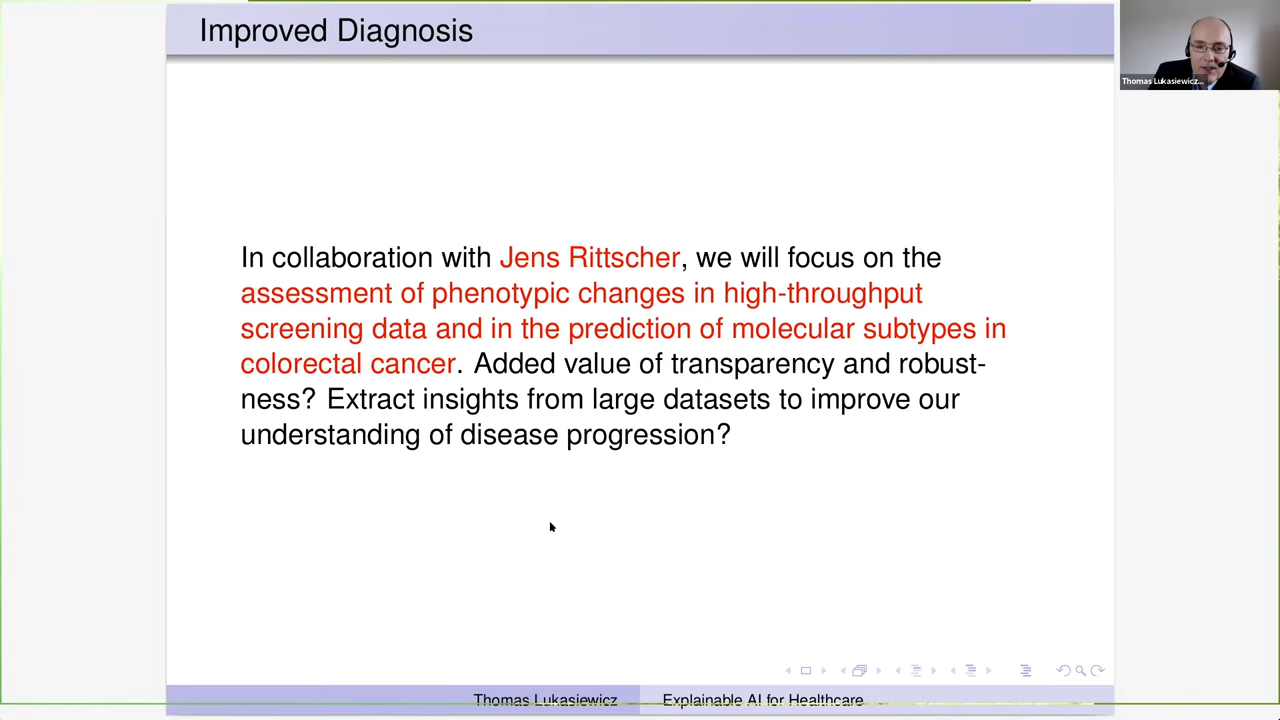 Improved Diagnosis
Thomas Lukasiewicz...
In collaboration with Jens Rittscher, we will focus on the
assessment of phenotypic changes in high-throughput
screening data and in the prediction of molecular subtypes in
colorectal cancer. Added value of transparency and robust-
ness? Extract insights from large datasets to improve our
understanding of disease progression?
Thomas Lukasiewicz
Explainable AI for Healthcare